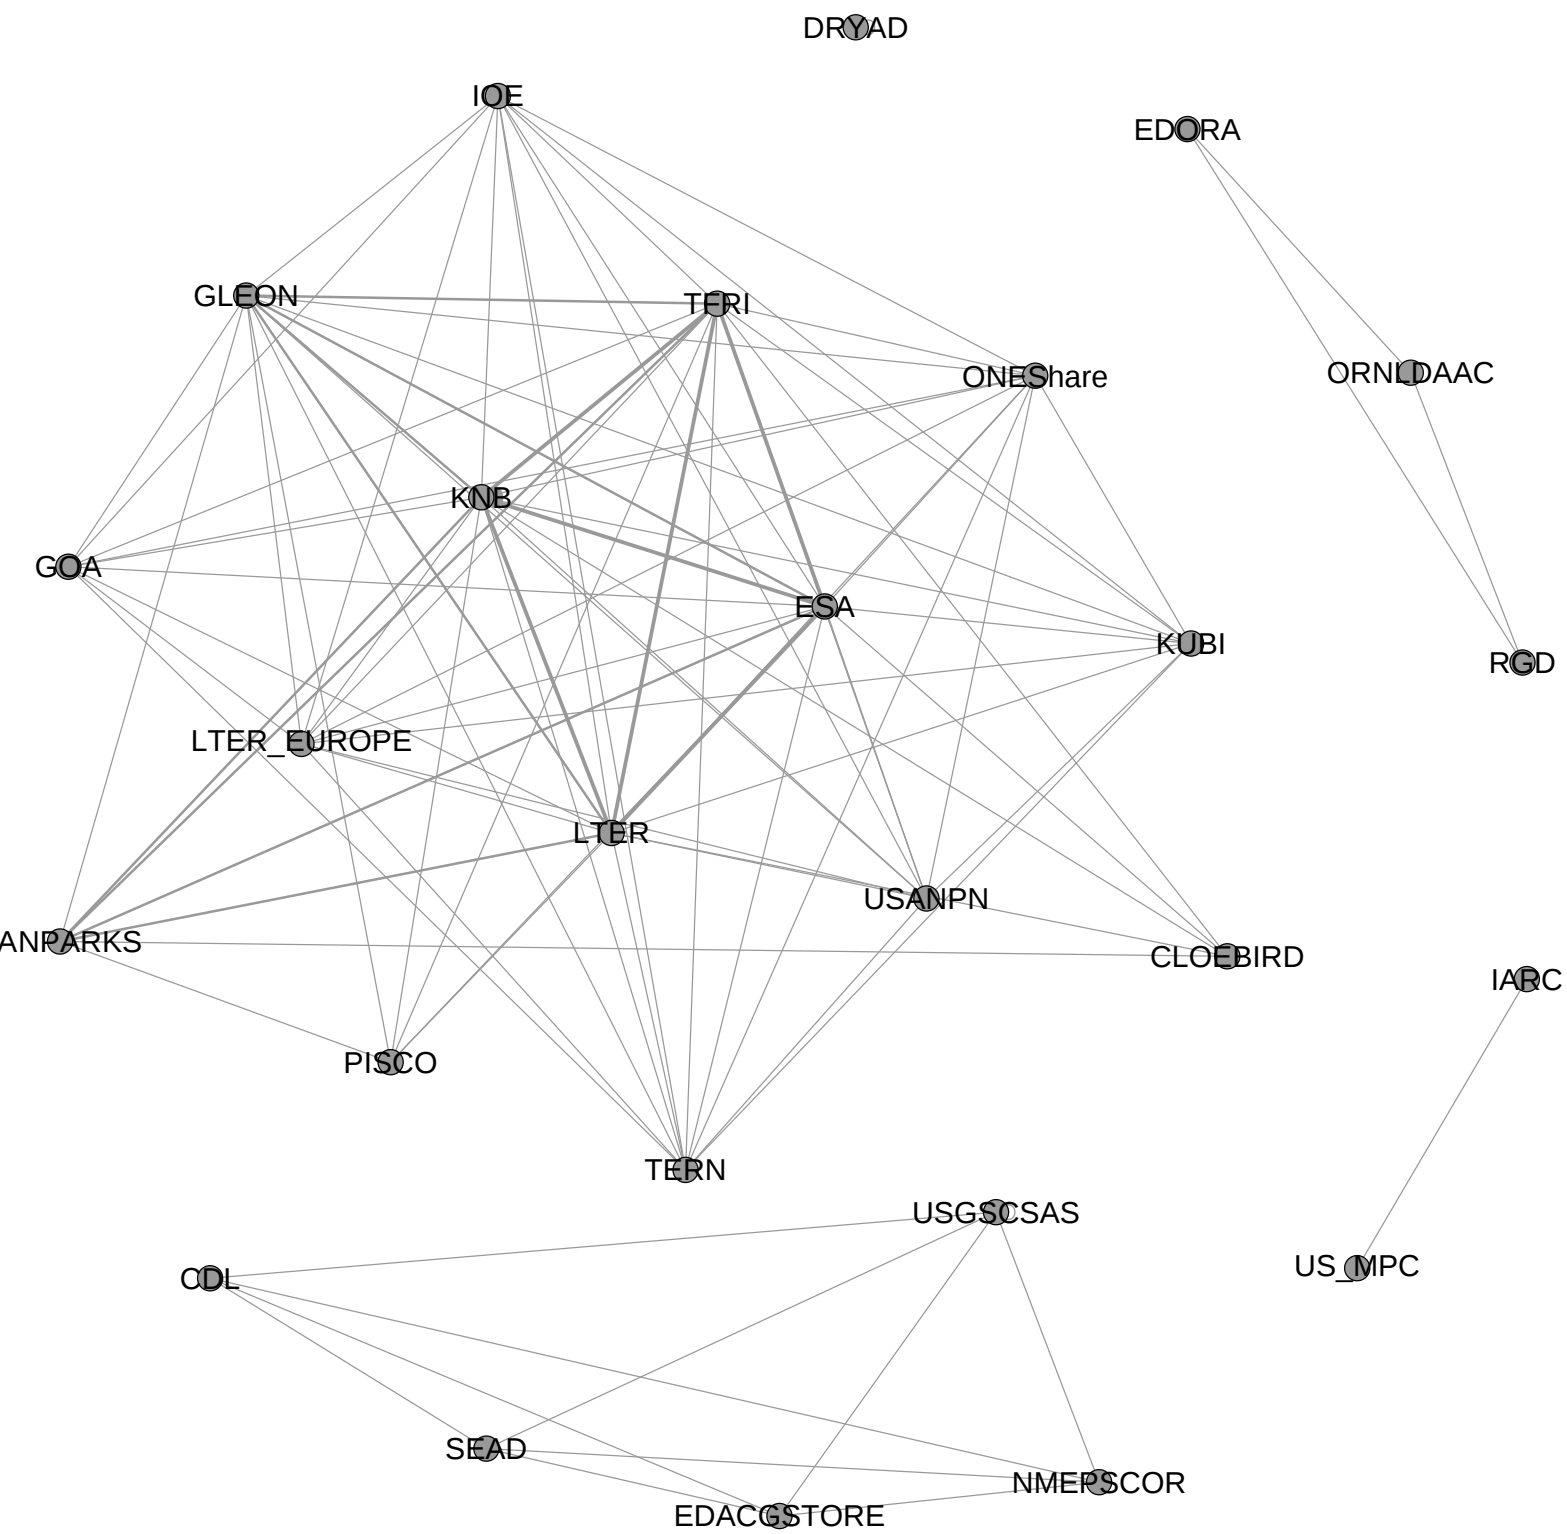 DRYAD
IOE
EDORA
GLEON
TFRI
ONEShare
ORNLDAAC
KNB
GOA
ESA
KUBI
RGD
LTER_EUROPE
LTER
USANPN
ANPARKS
CLOEBIRD
IARC
PISCO
TERN
USGSCSAS
US_MPC
CDL
SEAD
NMEPSCOR
EDACGSTORE